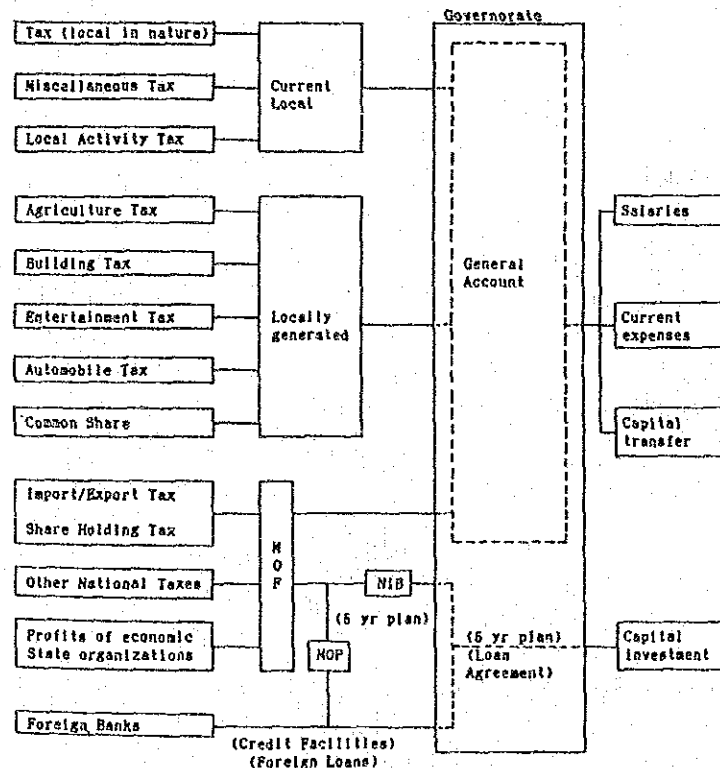 Governorate
Tax (local in nature)
Miscellaneous Tax
Local Activity Tax
Current
Local
Agriculture Tax
Building Tax
Entertainment Tax
Automobile Tax
Common Share
Locally
generated
General
Account
Salaries
Current
expenses
Capital
transfer
Import/Export Tax
Share Holding Tax
Other National Taxes
Profits of economic
State organizations
M
O
F
NIB
(5 yr plan)
MOP
(5 yr plan)
(Loan
Agreement)
Capital
investment
Foreign Banks
(Credit Facilities)
(Foreign Loans)